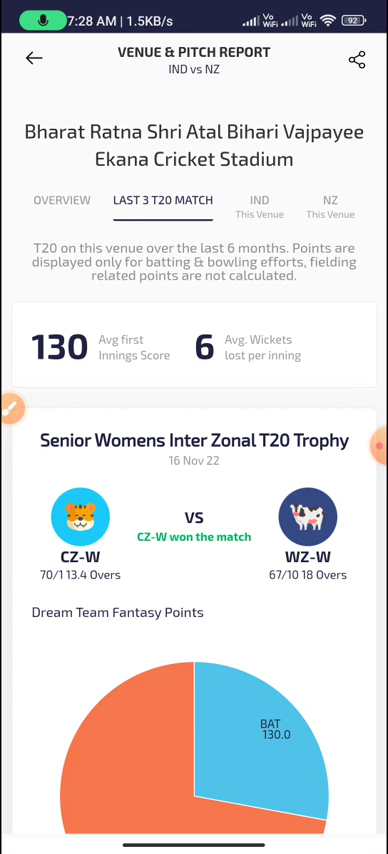 7:28 AM | 1.5KB/s
Vo WiFi Vo WiFi 92
VENUE & PITCH REPORT
IND vs NZ
Bharat Ratna Shri Atal Bihari Vajpayee
Ekana Cricket Stadium
OVERVIEW LAST 3 T20 MATCH IND NZ
This Venue This Venue
T20 on this venue over the last 6 months. Points are
displayed only for batting & bowling efforts, fielding
related points are not calculated.
130 Avg first
Innings Score
6 Avg. Wickets
lost per inning
Senior Womens Inter Zonal T20 Trophy
16 Nov 22
VS
CZ-W won the match
CZ-W WZ-W
70/1 13.4 Overs 67/10 18 Overs
Dream Team Fantasy Points
BAT
130.0